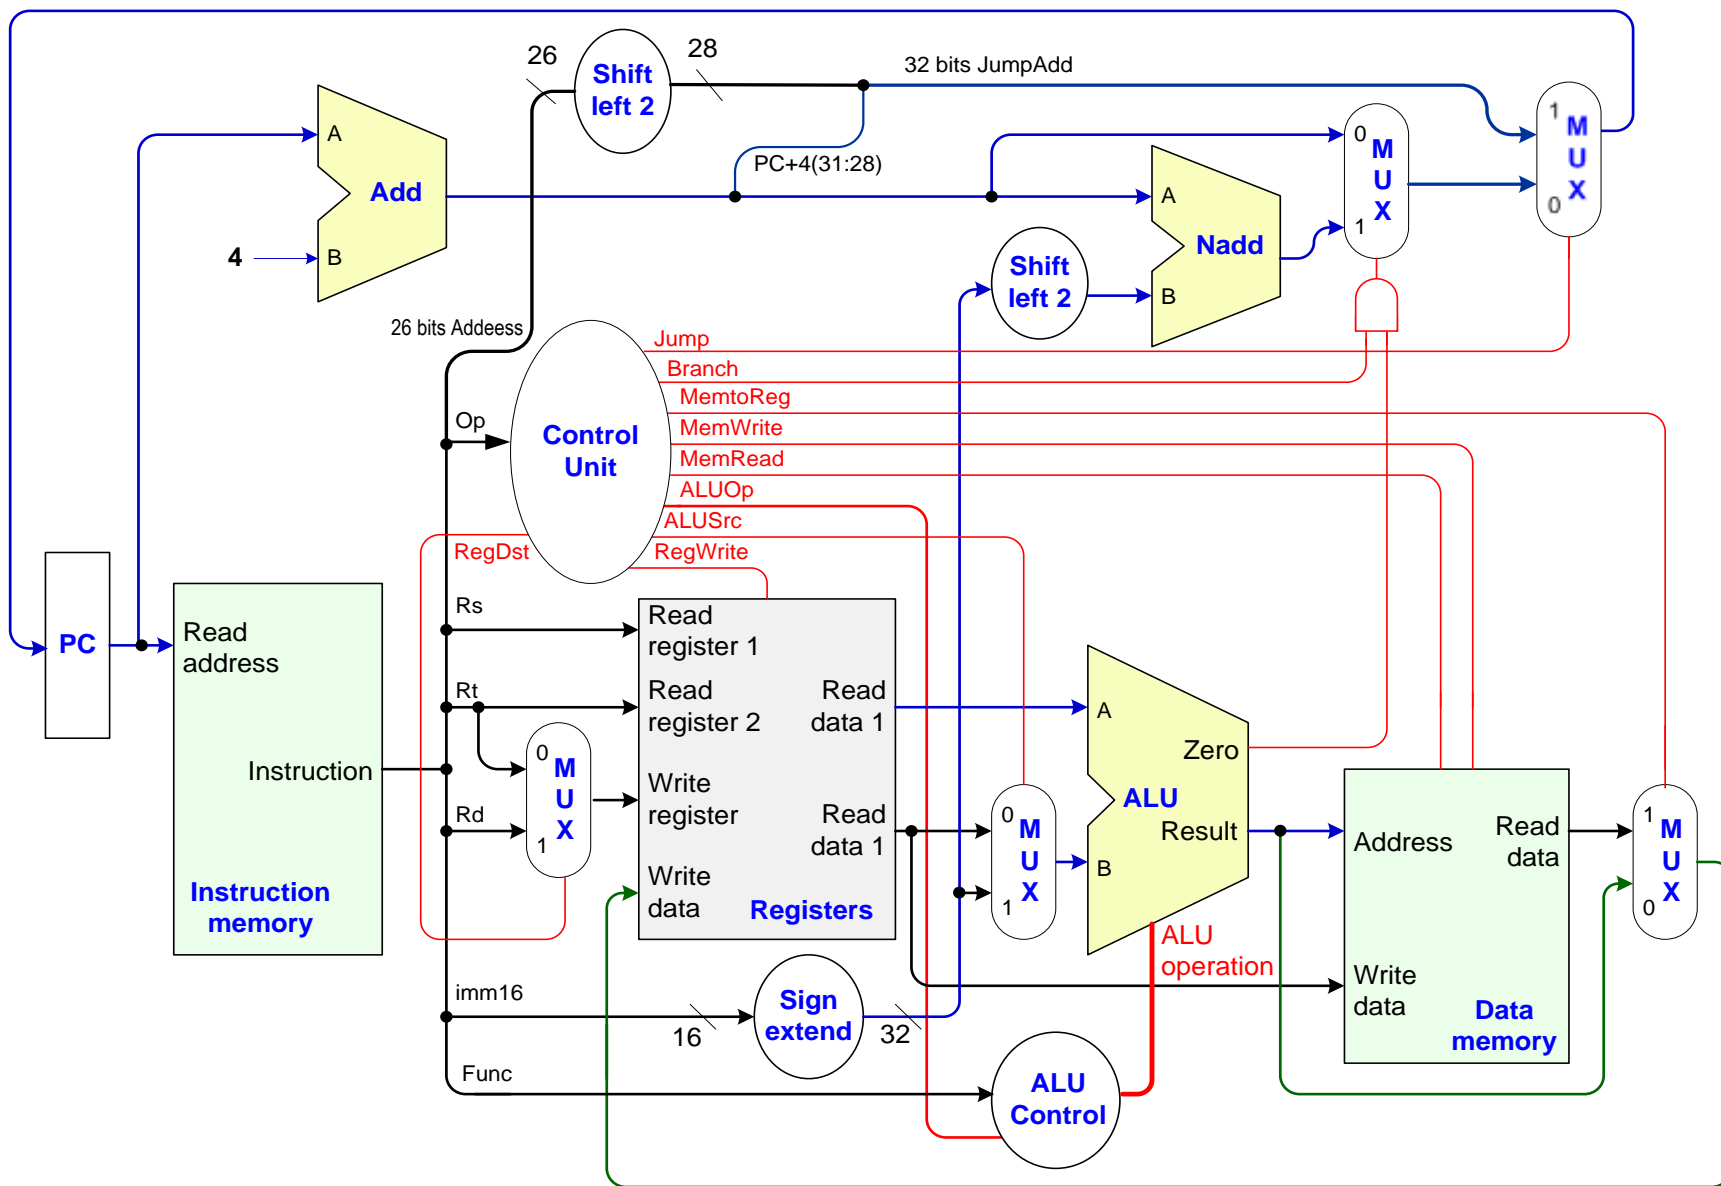 26
28
Shift
left 2
32 bits JumpAdd
1
M
U
X
0
A
Add
B
4
PC+4(31:28)
0
M
U
X
1
A
Nadd
B
Shift
left 2
26 bits Addeess
Jump
Branch
MemtoReg
MemWrite
MemRead
ALUOp
ALUSrc
RegWrite
RegDst
Op
Control
Unit
PC
Read
address
Instruction
Instruction
memory
Rs
Rt
Rd
0
M
U
X
1
Read
register 1
Read
register 2
Write
register
Write
data
Read
data 1
Read
data 1
Registers
0
M
U
X
1
A
Zero
ALU
Result
B
ALU
operation
Address
Read
data
Write
data
Data
memory
1
M
U
X
0
imm16
16
Sign
extend
32
Func
ALU
Control